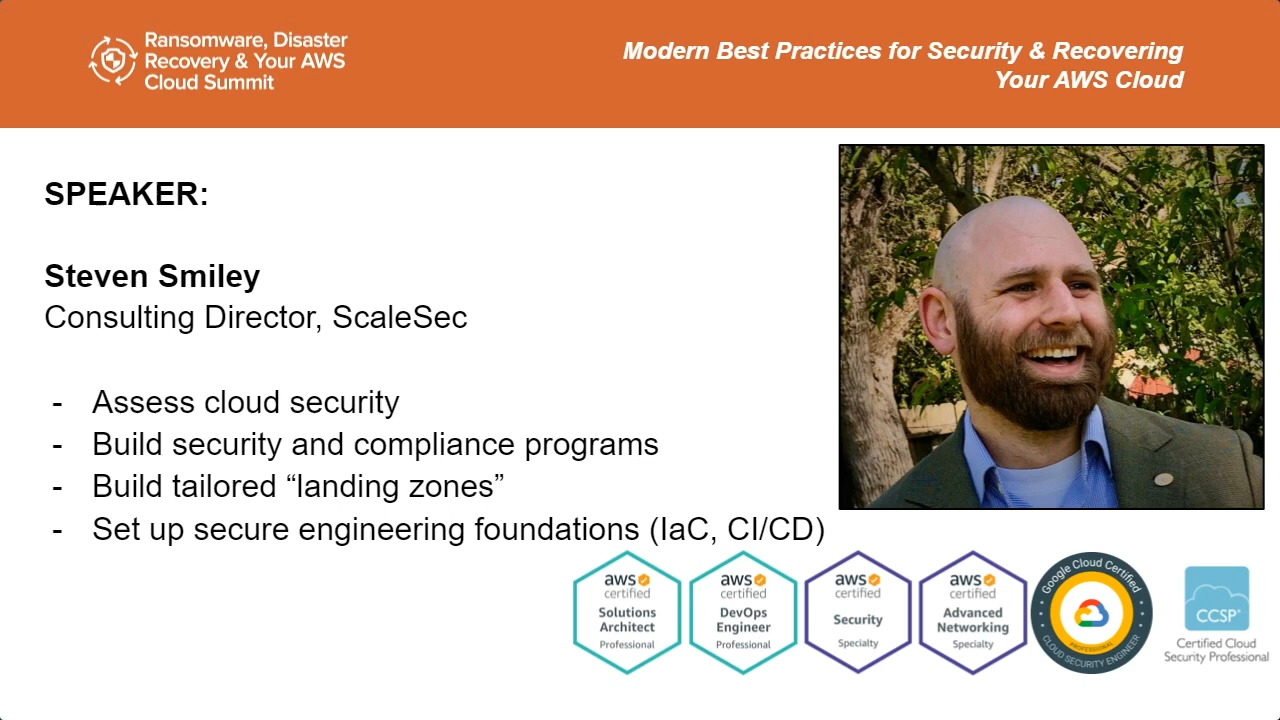 Ransomware, Disaster
Recovery & Your AWS
Cloud Summit
Modern Best Practices for Security & Recovering
Your AWS Cloud
SPEAKER:
Steven Smiley
Consulting Director, ScaleSec
- Assess cloud security
- Build security and compliance programs
- Build tailored “landing zones”
- Set up secure engineering foundations (IaC, CI/CD)
aws
certified
Solutions
Architect
Professional
aws
certified
DevOps
Engineer
Professional
aws
certified
Security
Specialty
aws
certified
Advanced
Networking
Specialty
Google Cloud Certified
PROFESSIONAL
CLOUD SECURITY ENGINEER
CCSP®
Certified Cloud
Security Professional